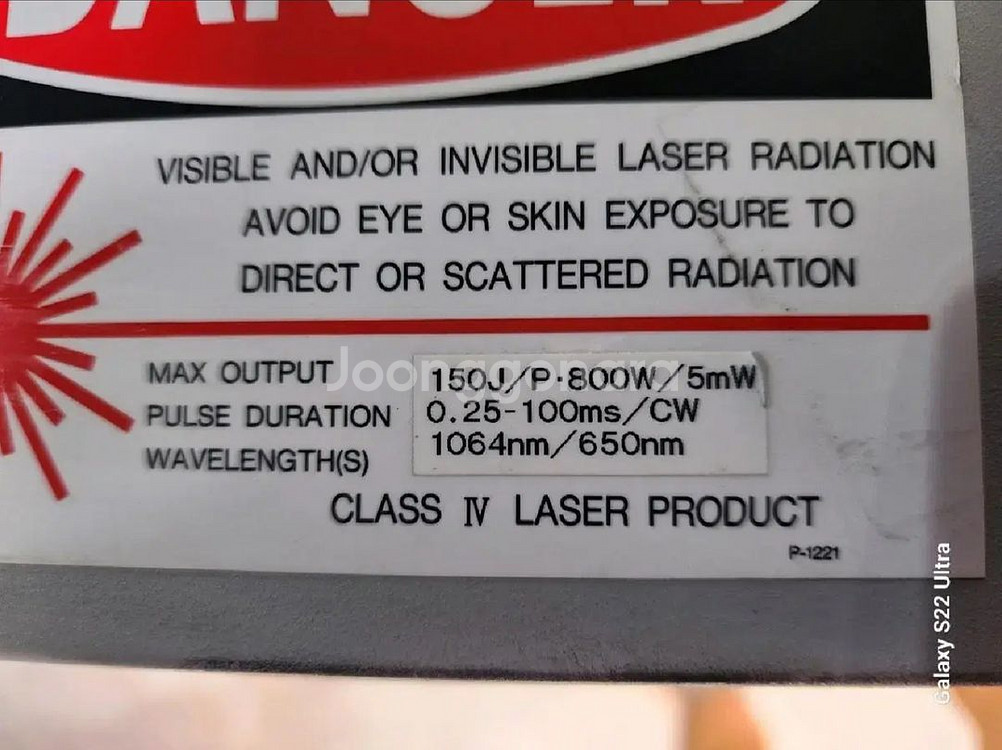 DANGER
VISIBLE AND/OR INVISIBLE LASER RADIATION
AVOID EYE OR SKIN EXPOSURE TO
DIRECT OR SCATTERED RADIATION
MAX OUTPUT 150J/P·800W/5mW
PULSE DURATION 0.25-100ms/CW
WAVELENGTH(S) 1064nm/650nm
CLASS IV LASER PRODUCT
P-1221
Joonggonara
Galaxy S22 Ultra